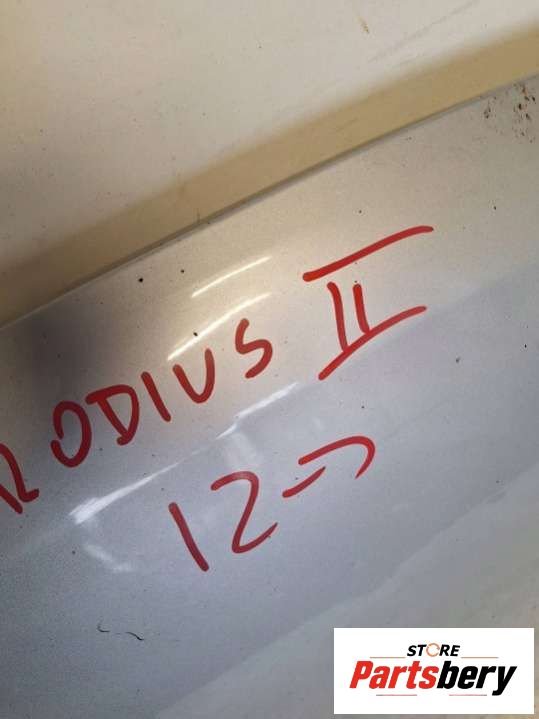 RODIUS II
12->
STORE
Partsbery